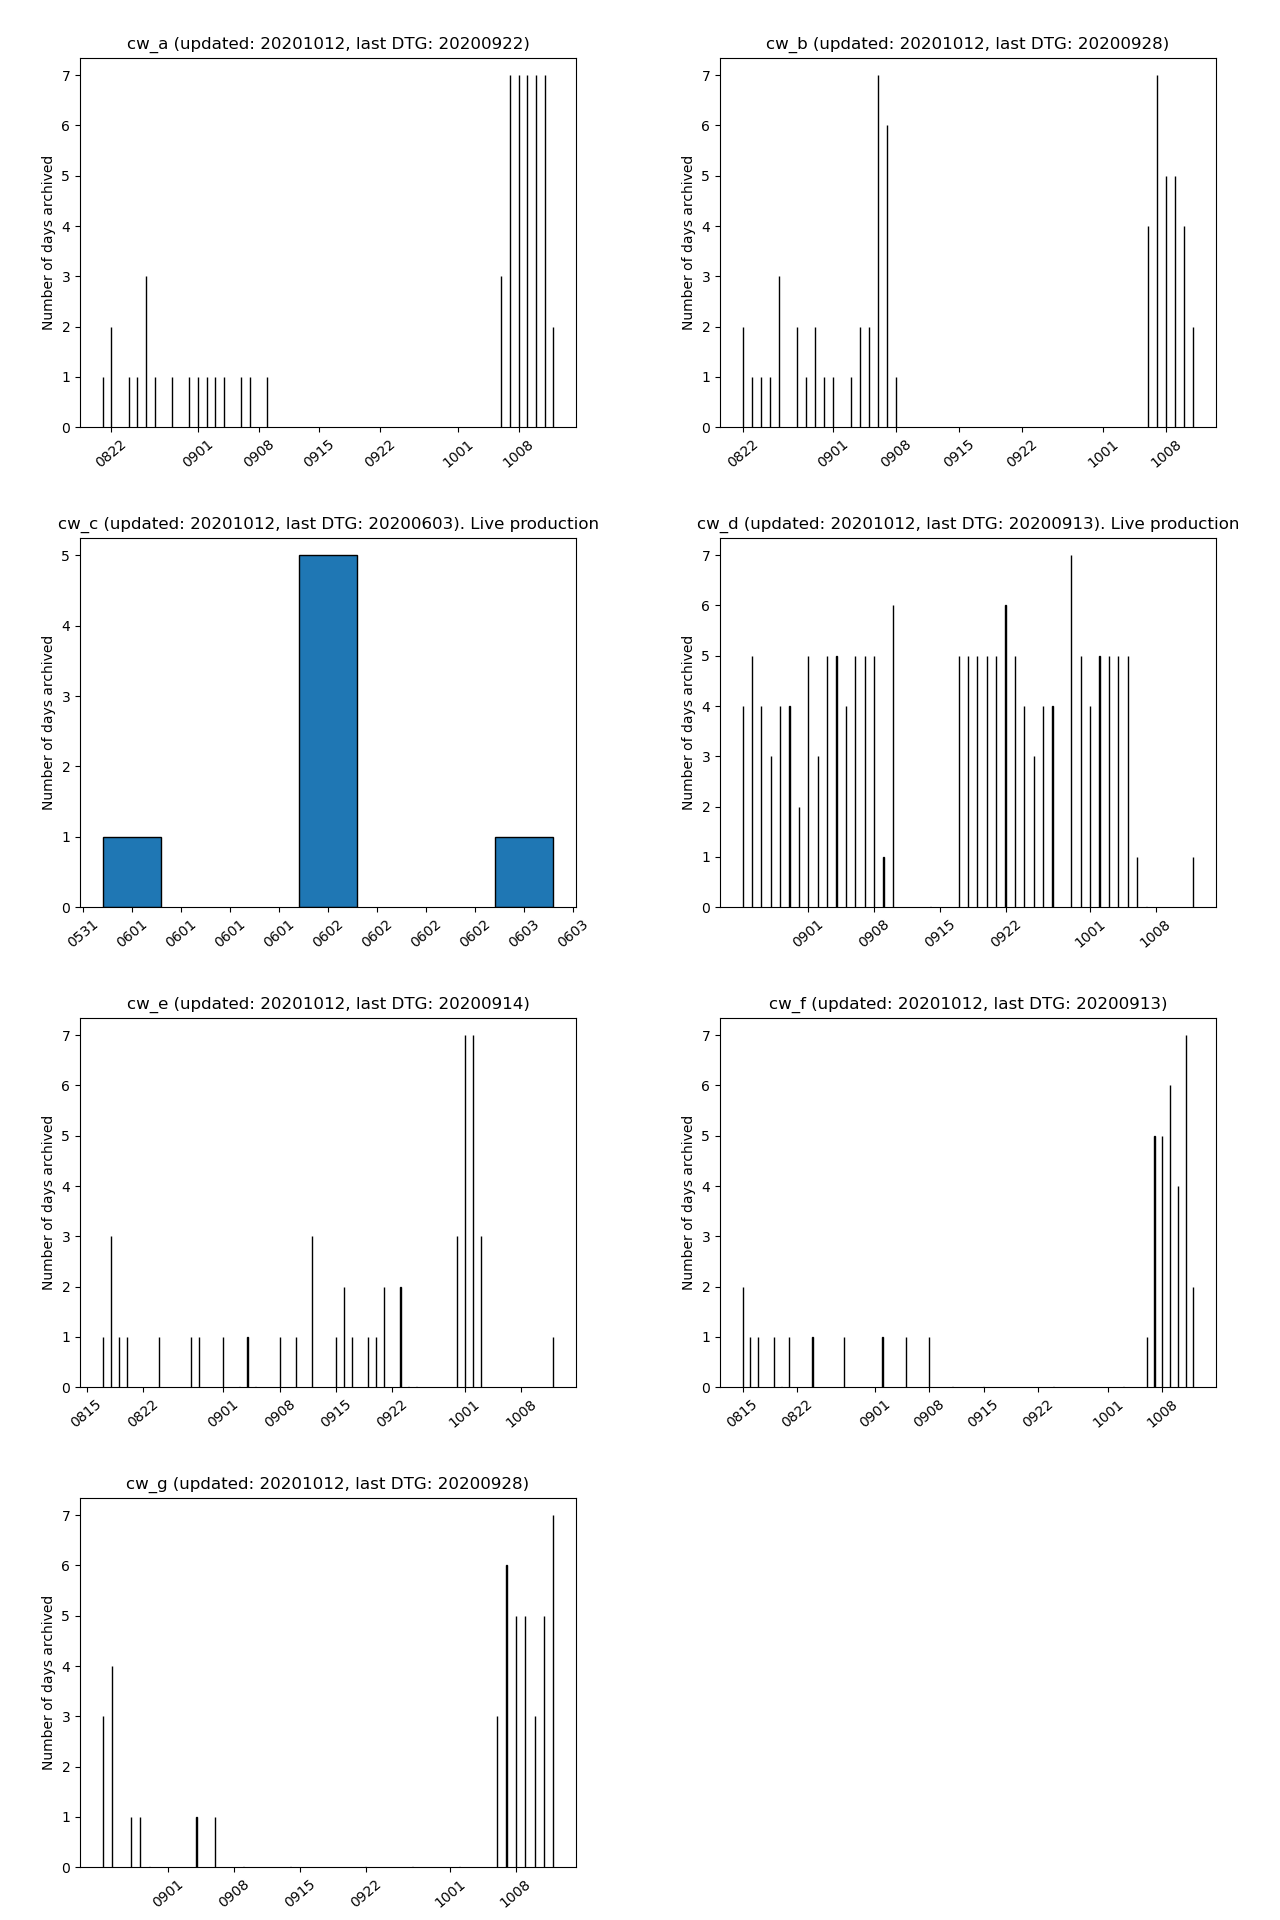 cw_a (updated: 20201012, last DTG: 20200922)
Number of days archived
7
6
5
4
3
2
1
0
0822 0901 0908 0915 0922 1001 1008
cw_b (updated: 20201012, last DTG: 20200928)
Number of days archived
7
6
5
4
3
2
1
0
0822 0901 0908 0915 0922 1001 1008
cw_c (updated: 20201012, last DTG: 20200603). Live production
Number of days archived
5
4
3
2
1
0
0531 0601 0601 0601 0601 0602 0602 0602 0602 0603 0603
cw_d (updated: 20201012, last DTG: 20200913). Live production
Number of days archived
7
6
5
4
3
2
1
0
0901 0908 0915 0922 1001 1008
cw_e (updated: 20201012, last DTG: 20200914)
Number of days archived
7
6
5
4
3
2
1
0
0815 0822 0901 0908 0915 0922 1001 1008
cw_f (updated: 20201012, last DTG: 20200913)
Number of days archived
7
6
5
4
3
2
1
0
0815 0822 0901 0908 0915 0922 1001 1008
cw_g (updated: 20201012, last DTG: 20200928)
Number of days archived
7
6
5
4
3
2
1
0
0901 0908 0915 0922 1001 1008